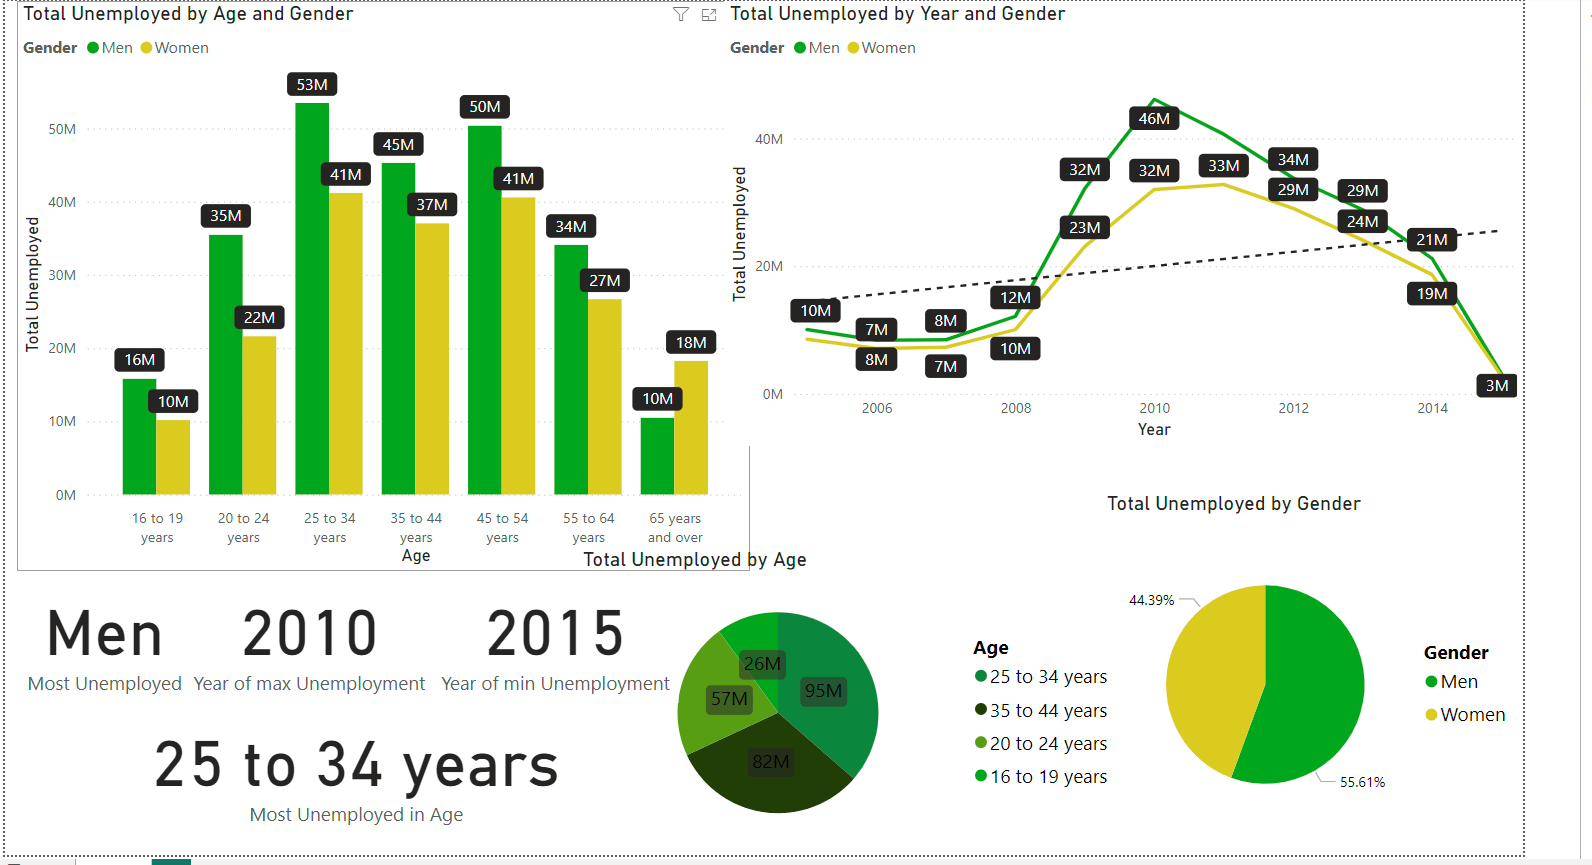 Total Unemployed by Age and Gender
Gender Men Women
53M
50M
45M
41M
41M
37M
35M
34M
27M
22M
18M
16M
10M
10M
50M
40M
30M
20M
10M
0M
Total Unemployed
16 to 19 years
20 to 24 years
25 to 34 years
35 to 44 years
45 to 54 years
55 to 64 years
65 years and over
Age
Total Unemployed by Year and Gender
Gender Men Women
46M
32M
32M
33M
34M
29M
29M
23M
24M
21M
19M
10M
7M
8M
8M
7M
12M
10M
3M
40M
20M
0M
Total Unemployed
2006 2008 2010 2012 2014
Year
Total Unemployed by Gender
44.39%
55.61%
Gender
Men
Women
Total Unemployed by Age
26M
95M
57M
82M
Age
25 to 34 years
35 to 44 years
20 to 24 years
16 to 19 years
Men
Most Unemployed
2010
Year of max Unemployment
2015
Year of min Unemployment
25 to 34 years
Most Unemployed in Age